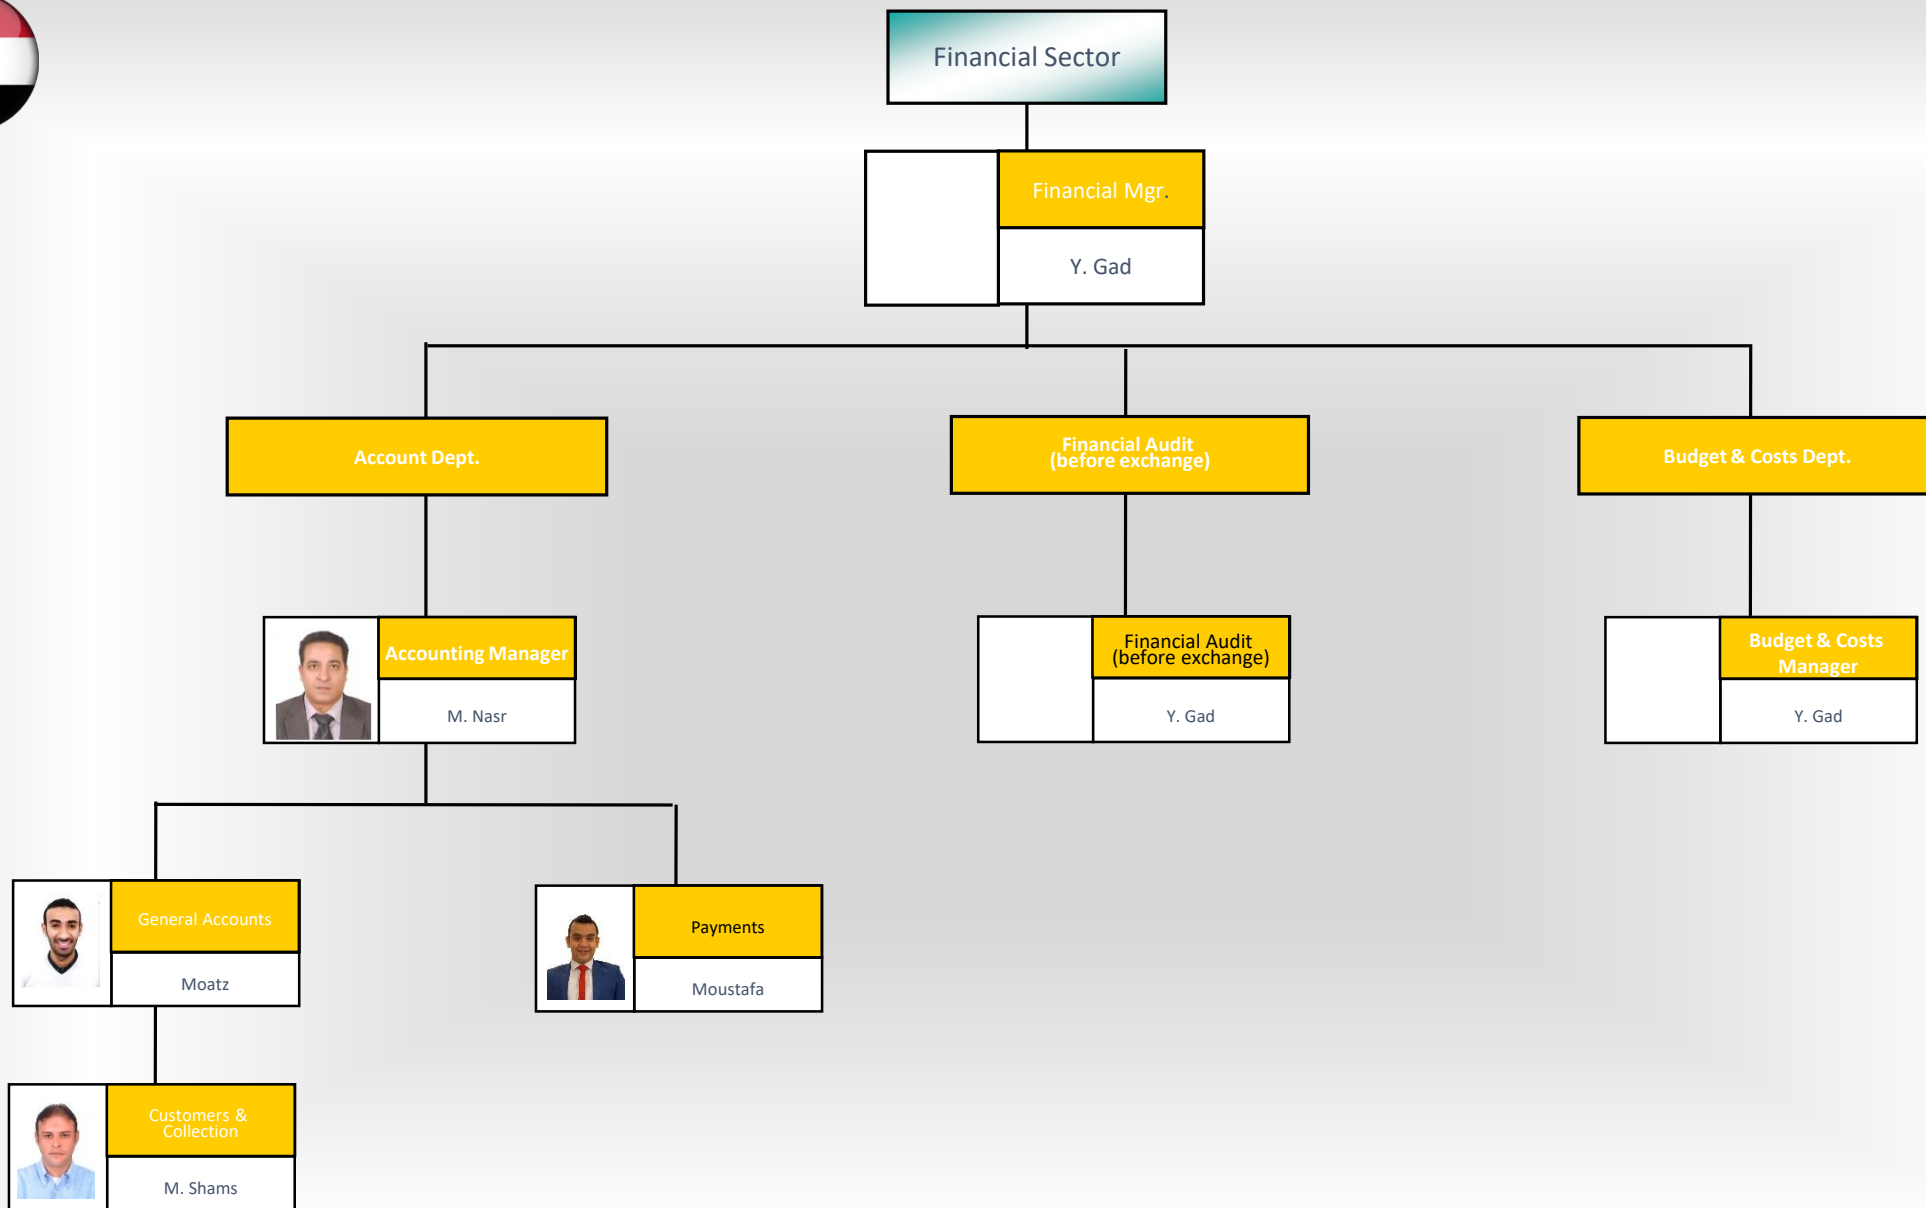 Financial Sector
Financial Mgr.
Y. Gad
Account Dept.
Financial Audit
(before exchange)
Budget & Costs Dept.
Accounting Manager
M. Nasr
Financial Audit
(before exchange)
Y. Gad
Budget & Costs
Manager
Y. Gad
General Accounts
Moatz
Payments
Moustafa
Customers &
Collection
M. Shams